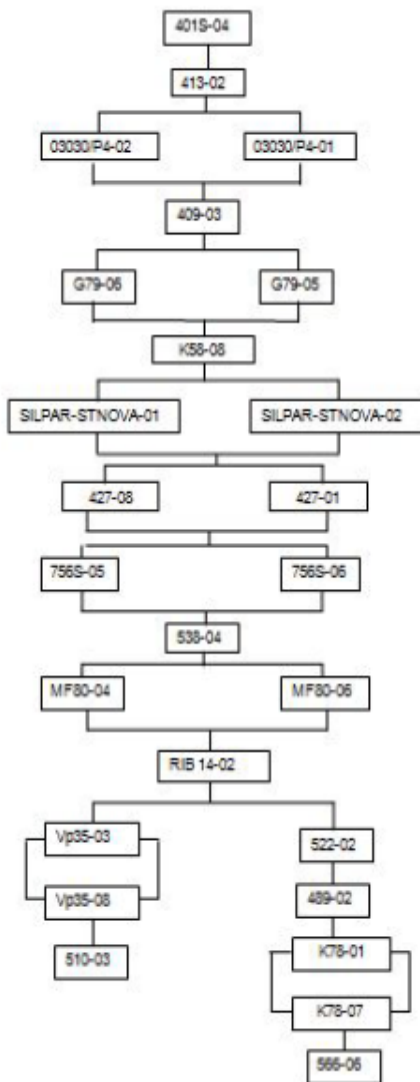 401S-04
413-02
03030/P4-02 03030/P4-01
409-03
G79-06 G79-05
K58-08
SILPAR-STNOVA-01 SILPAR-STNOVA-02
427-08 427-01
756S-05 756S-06
538-04
MF80-04 MF80-06
RIB 14-02
Vp35-03
522-02
Vp35-08
489-02
510-03
K78-01
K78-07
566-06